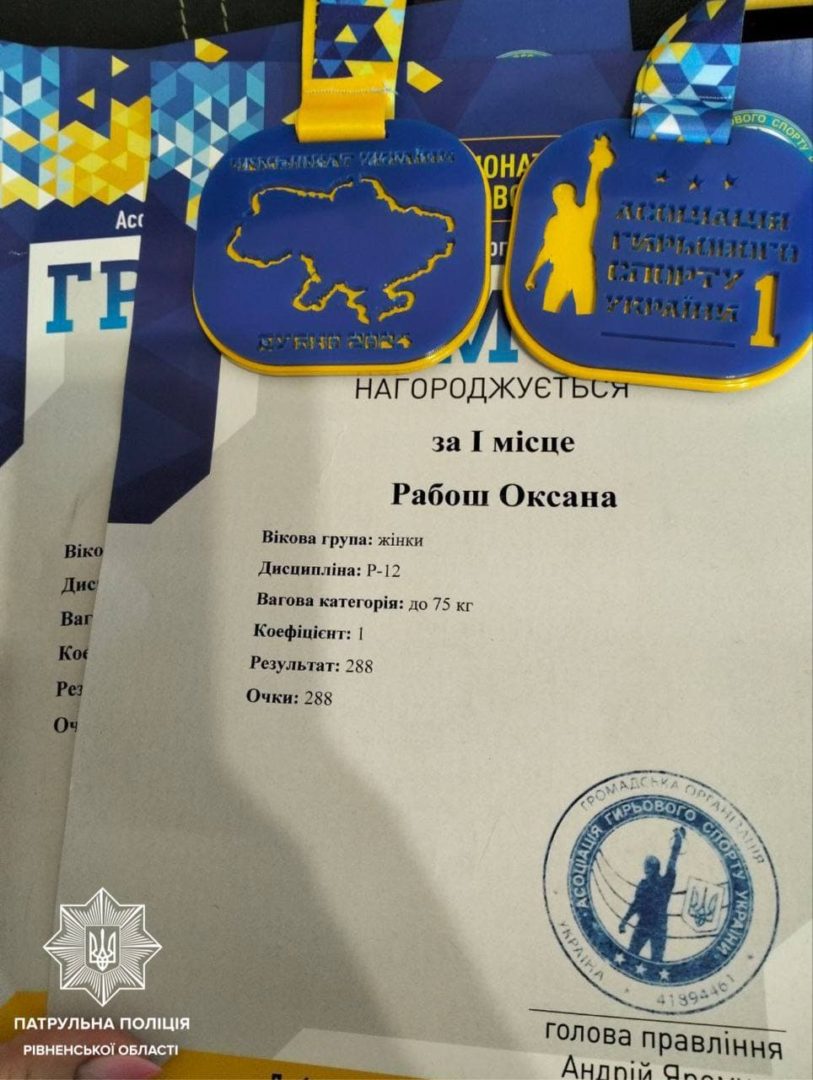 ЧЕМПІОНАТ УКРАЇНИ
ДУБНО 2024
АСОЦІАЦІЯ
ГИРЬОВОГО
СПОРТУ
УКРАЇНИ 1
НАГОРОДЖУЄТЬСЯ
за І місце
Рабош Оксана
Вікова група: жінки
Дисципліна: Р-12
Вагова категорія: до 75 кг
Коефіцієнт: 1
Результат: 288
Очки: 288
ГРОМАДСЬКА ОРГАНІЗАЦІЯ
АСОЦІАЦІЯ ГИРЬОВОГО СПОРТУ УКРАЇНИ
УКРАЇНА
41894461
голова правління
Андрій
ПАТРУЛЬНА ПОЛІЦІЯ
РІВНЕНСЬКОЇ ОБЛАСТІ